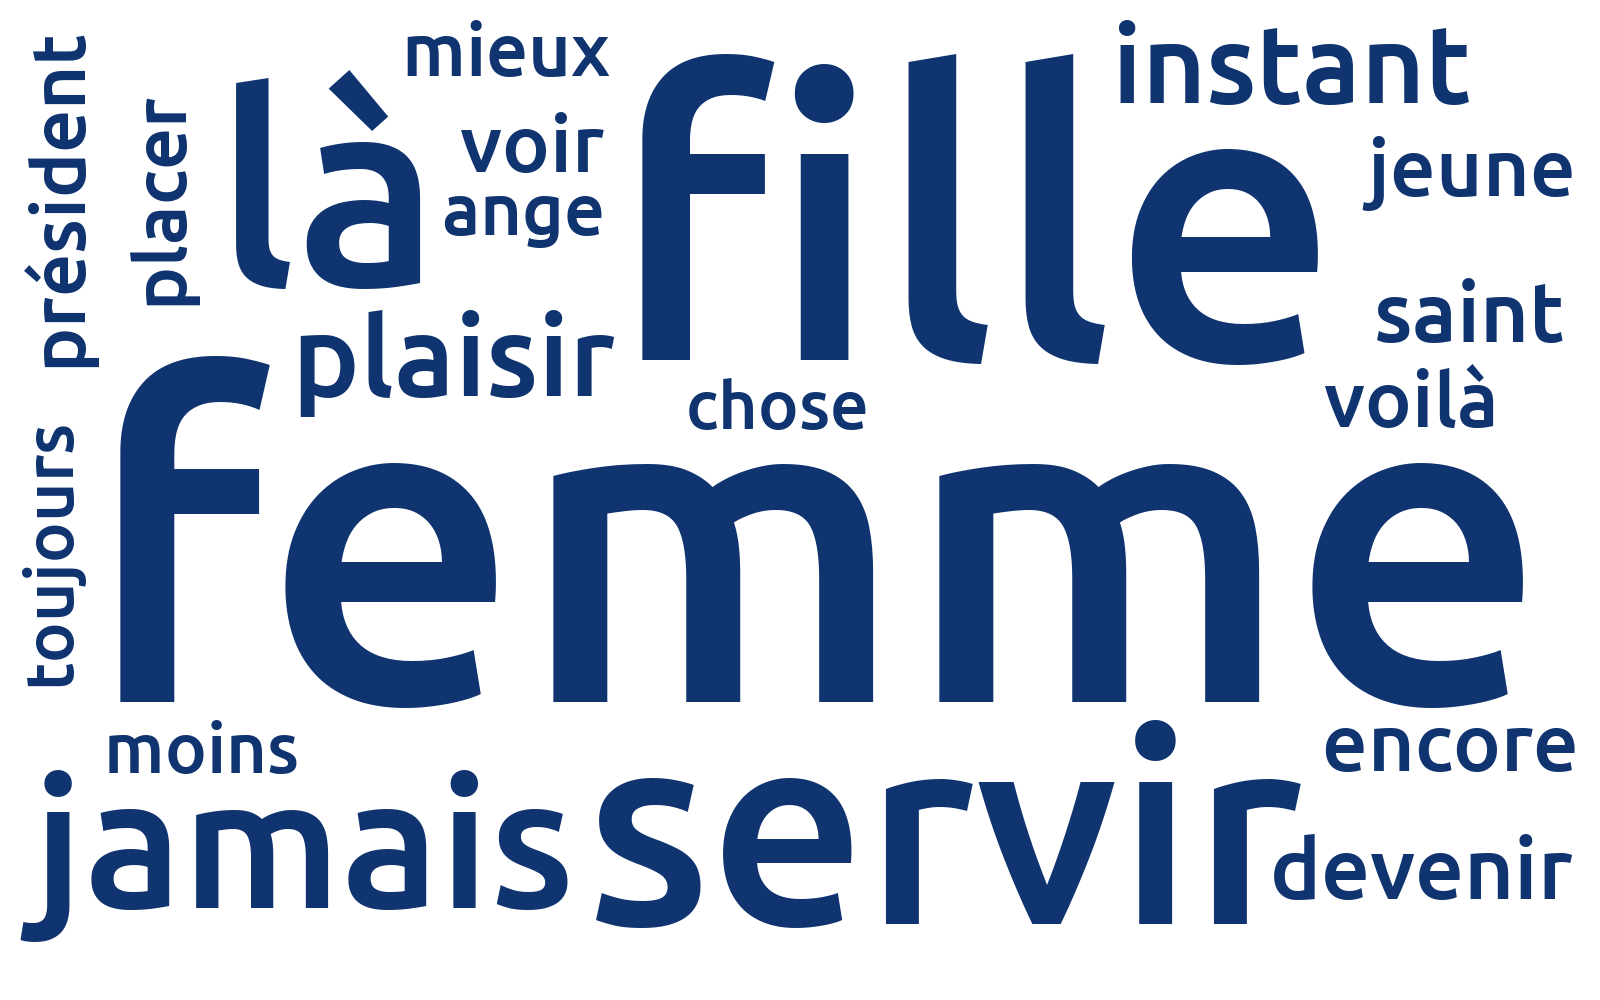 président
placer
là
mieux
voir
ange
fille
instant
jeune
saint
plaisir
chose
voilà
toujours
femme
moins
encore
jamais
servir
devenir